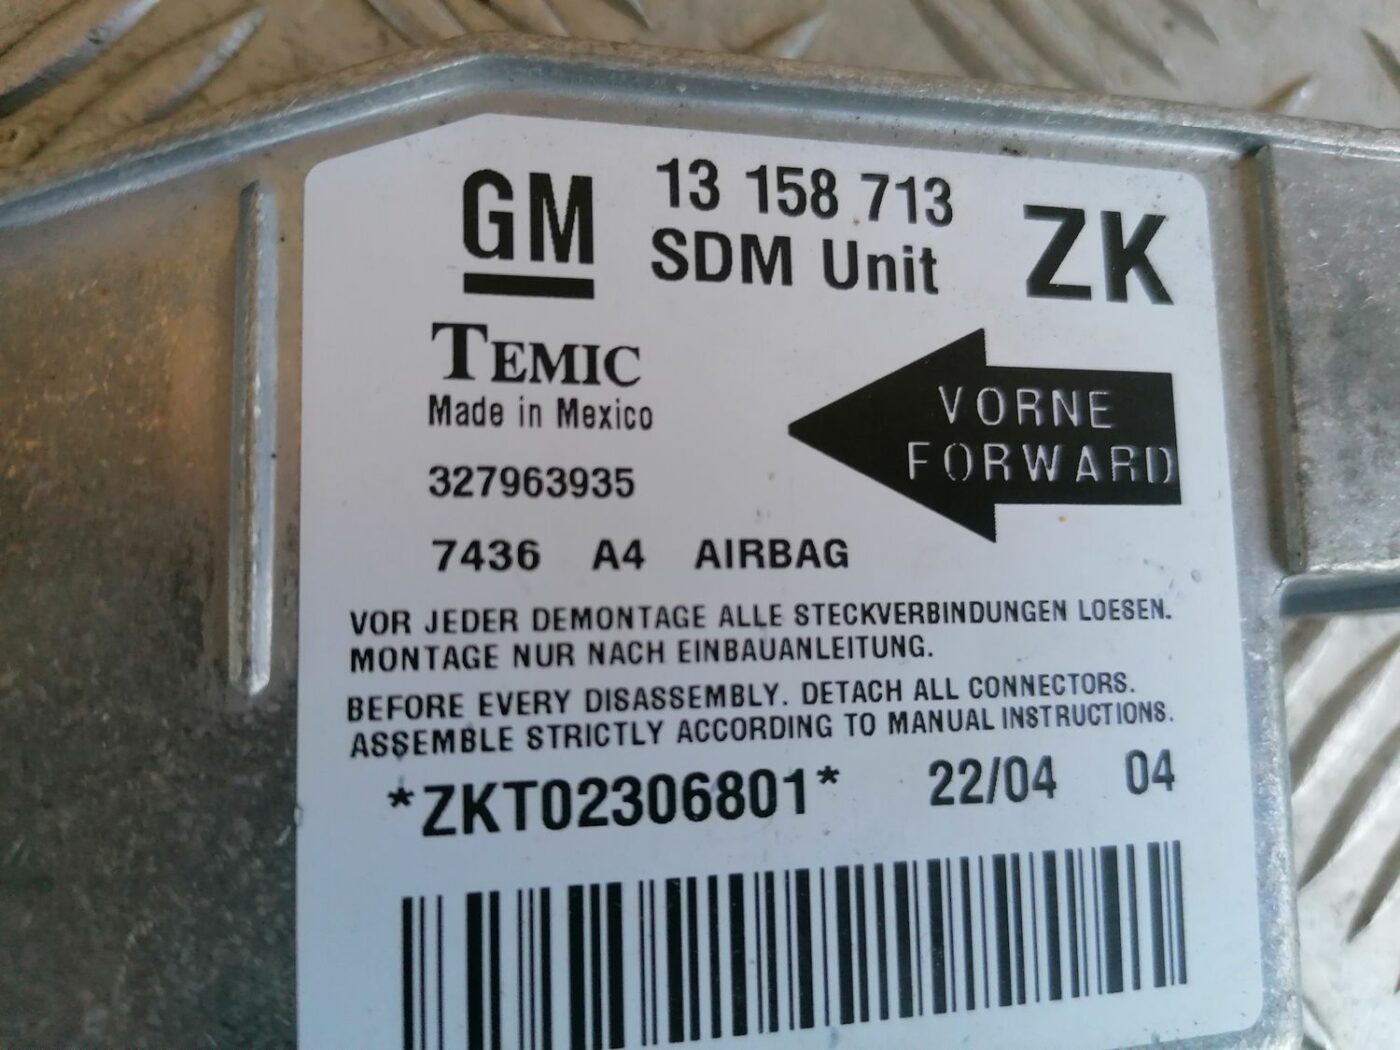 GM 13 158 713 ZK
SDM Unit
TEMIC
Made in Mexico
VORNE
FORWARD
327963935
7436 A4 AIRBAG
VOR JEDER DEMONTAGE ALLE STECKVERBINDUNGEN LOESEN.
MONTAGE NUR NACH EINBAUANLEITUNG.
BEFORE EVERY DISASSEMBLY. DETACH ALL CONNECTORS.
ASSEMBLE STRICTLY ACCORDING TO MANUAL INSTRUCTIONS.
*ZKT02306801* 22/04 04